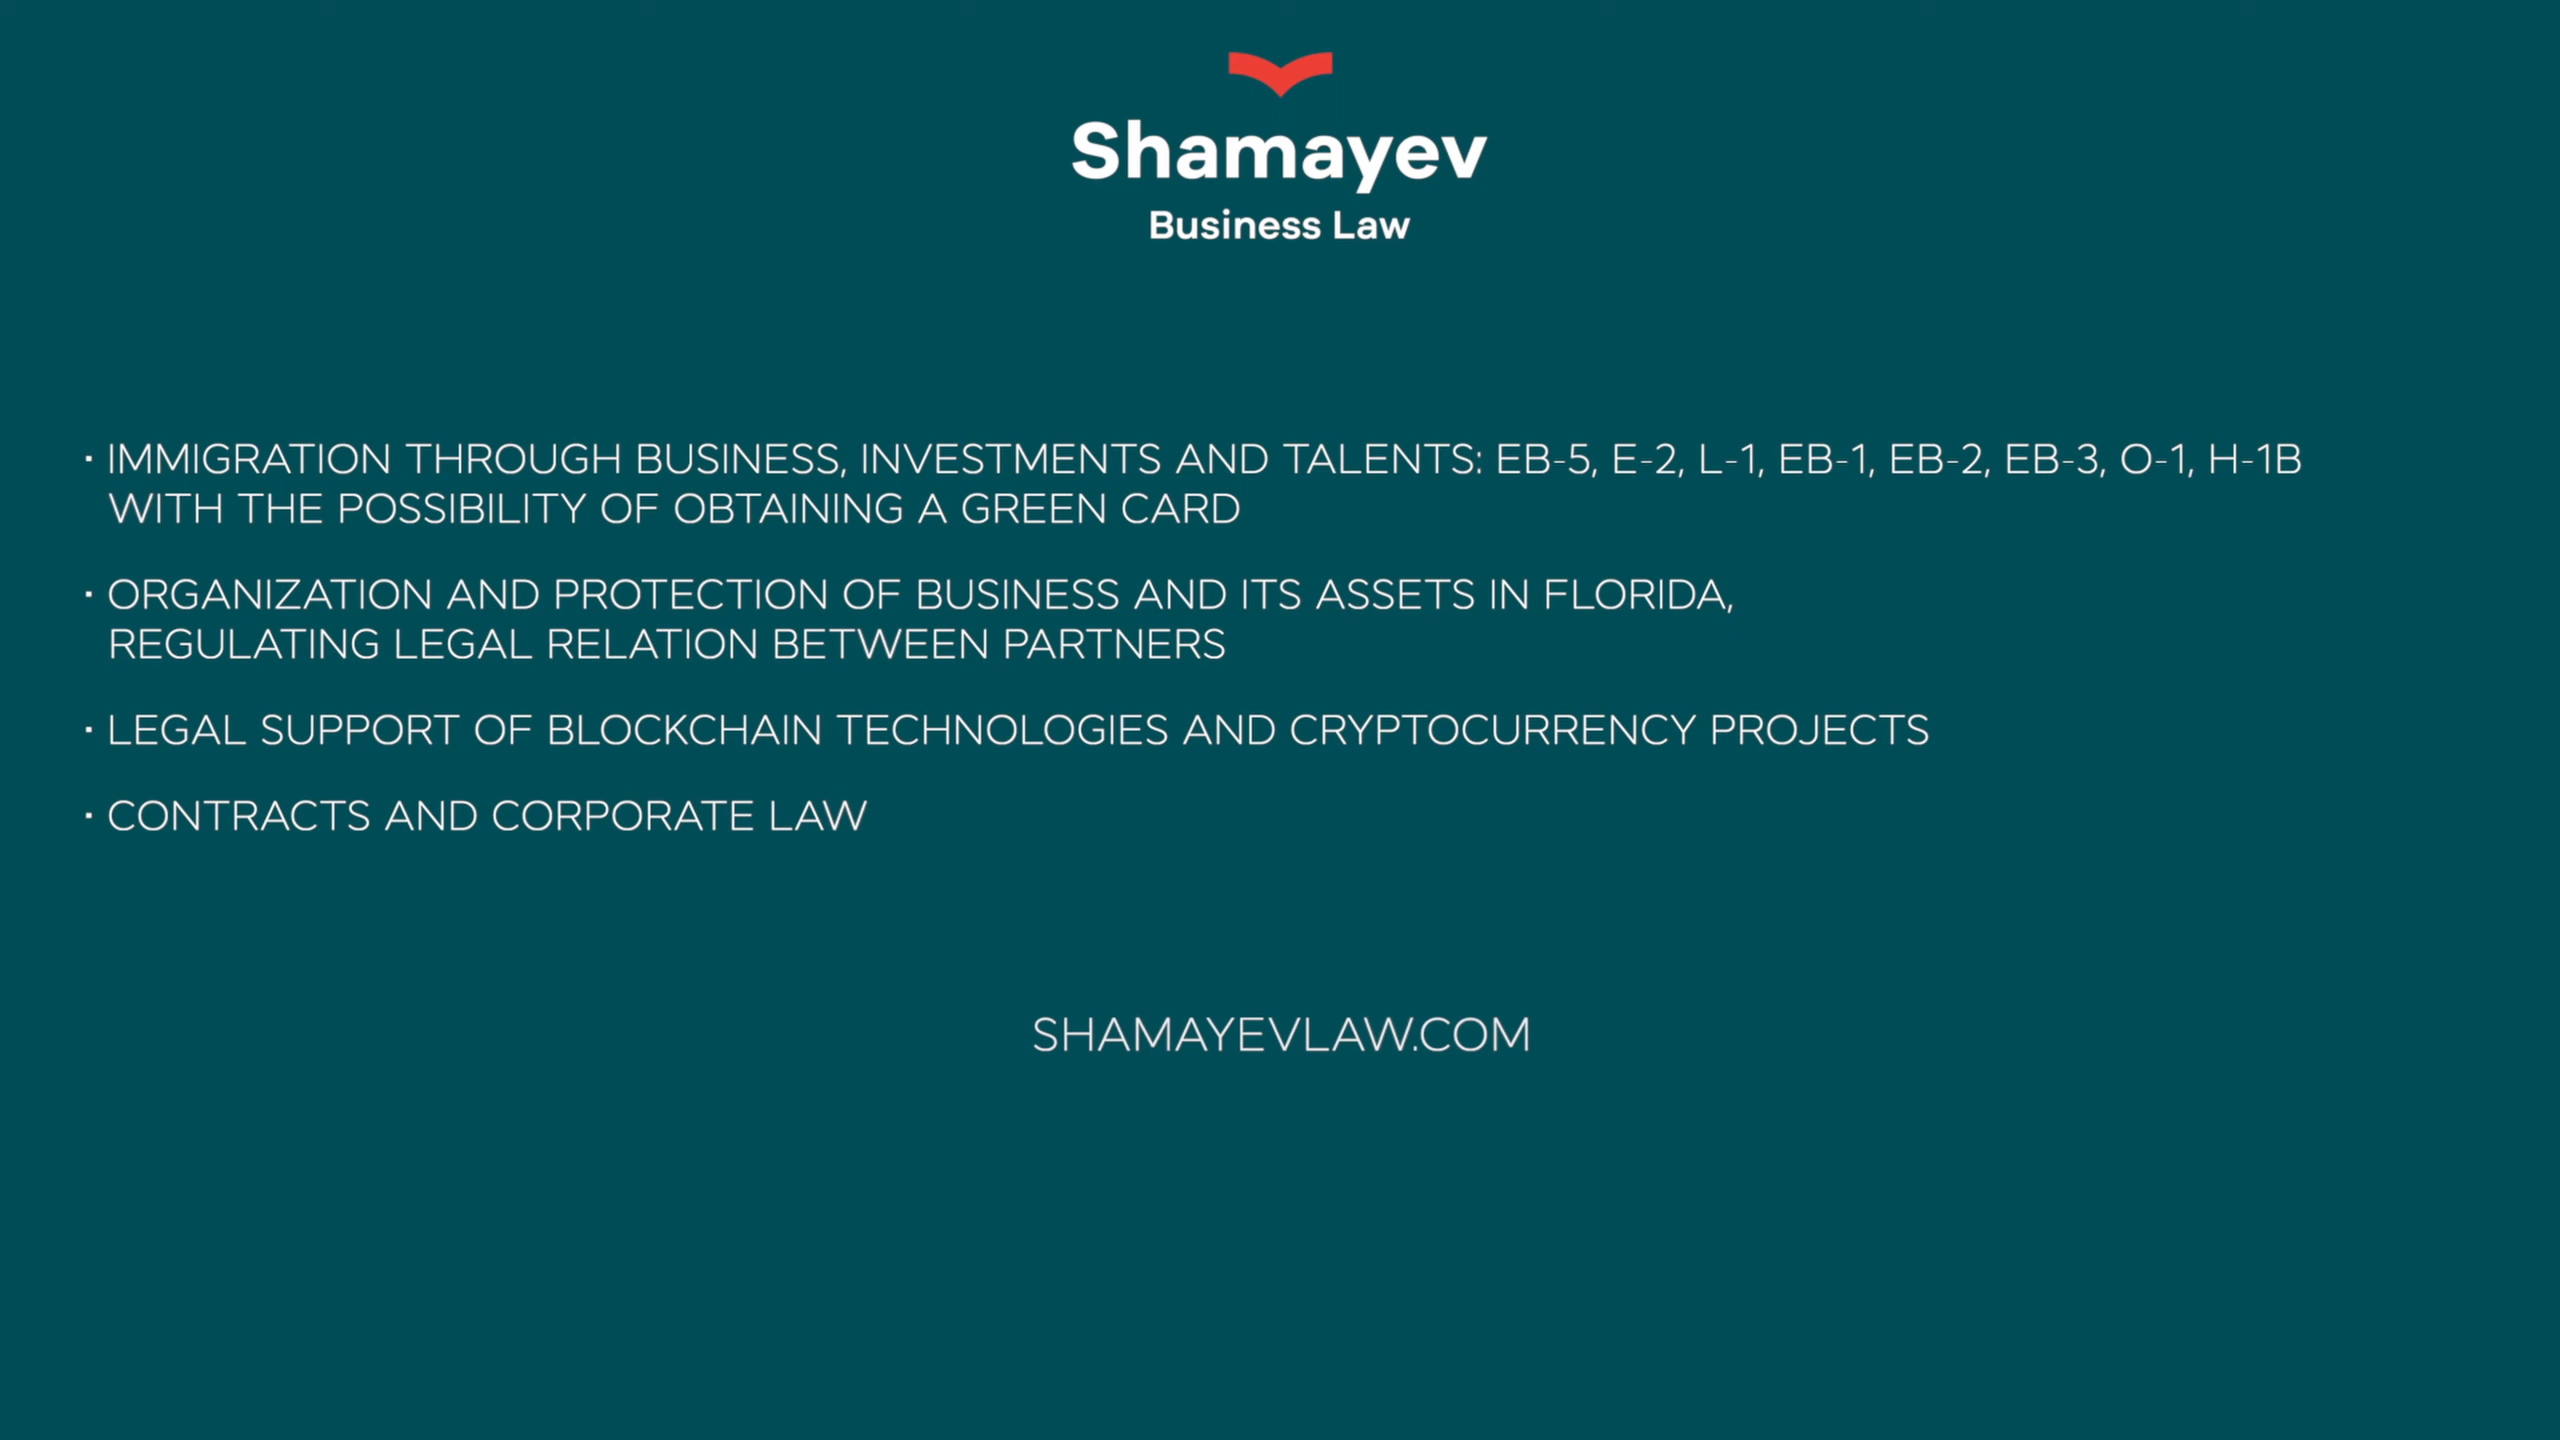 Shamayev
Business Law
· IMMIGRATION THROUGH BUSINESS, INVESTMENTS AND TALENTS: EB-5, E-2, L-1, EB-1, EB-2, EB-3, O-1, H-1B
WITH THE POSSIBILITY OF OBTAINING A GREEN CARD
· ORGANIZATION AND PROTECTION OF BUSINESS AND ITS ASSETS IN FLORIDA,
REGULATING LEGAL RELATION BETWEEN PARTNERS
· LEGAL SUPPORT OF BLOCKCHAIN TECHNOLOGIES AND CRYPTOCURRENCY PROJECTS
· CONTRACTS AND CORPORATE LAW
SHAMAYEVLAW.COM